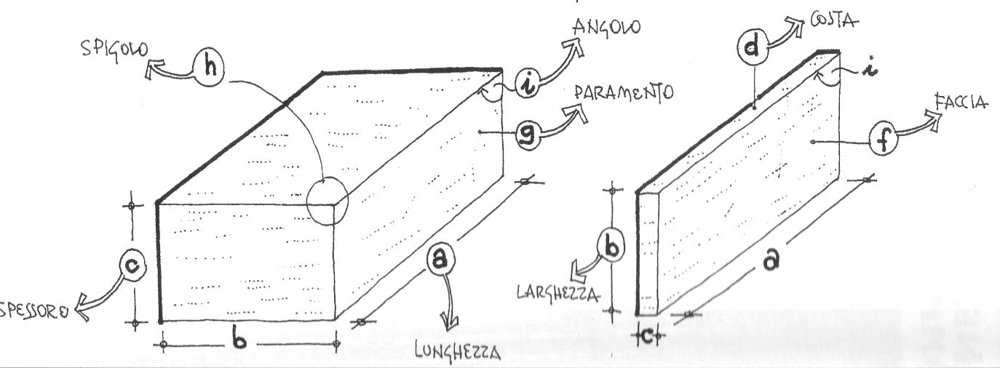 SPIGOLO
h
ANGOLO
i
PARAMENTO
g
c
SPESSORE
b
a
LUNGHEZZA
d
COSTA
i
FACCIA
f
b
LARGHEZZA
a
c